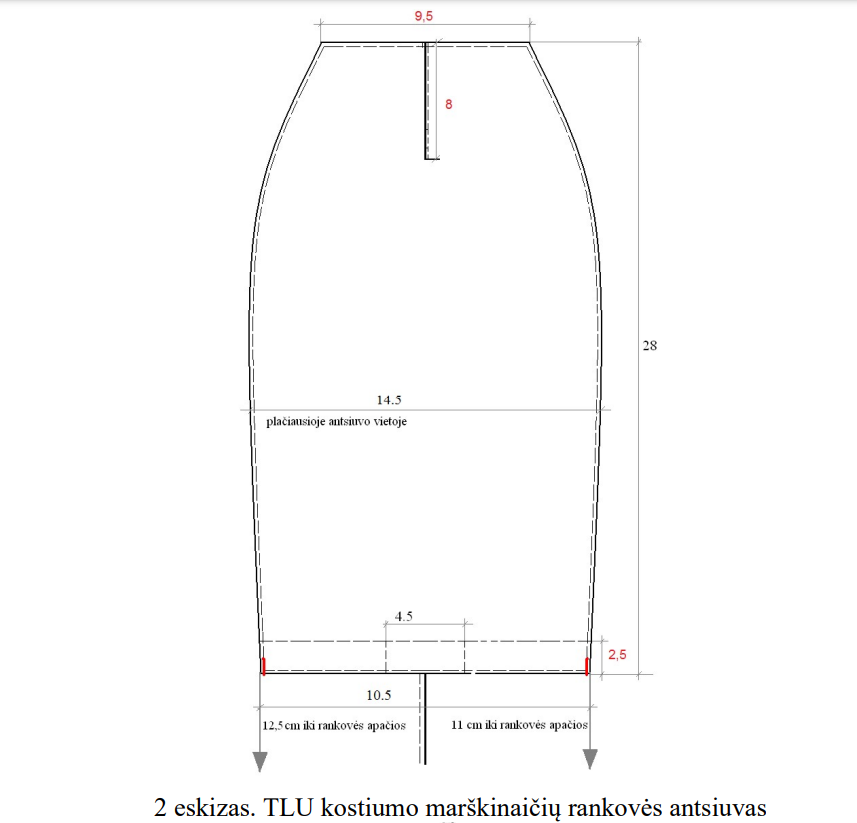 9,5
8
28
14.5
plačiausioje antsiuvo vietoje
4.5
2,5
10.5
12,5 cm iki rankovės apačios
11 cm iki rankovės apačios
2 eskizas. TLU kostiumo marškinaičių rankovės antsiuvas